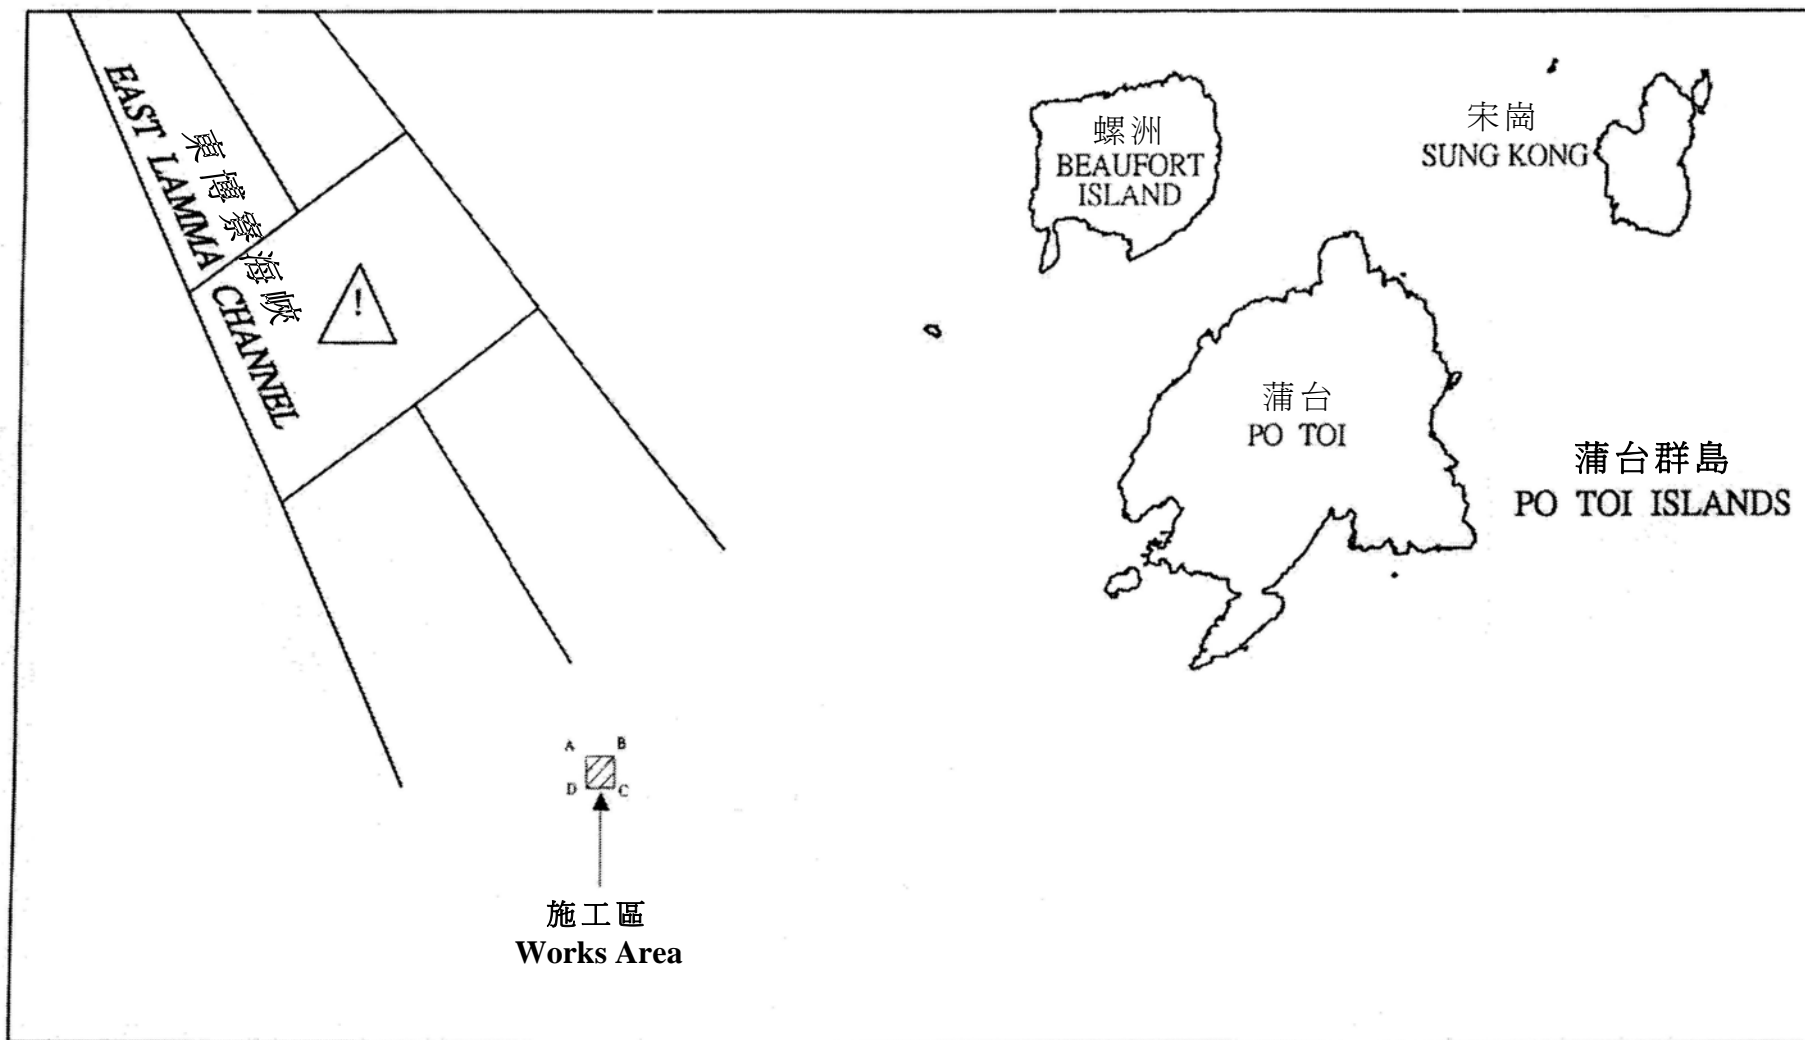 EAST LAMMA CHANNEL
東博寮海峽
!
螺洲
BEAUFORT
ISLAND
宋崗
SUNG KONG
蒲台
PO TOI
蒲台群島
PO TOI ISLANDS
A B
D C
施工區
Works Area